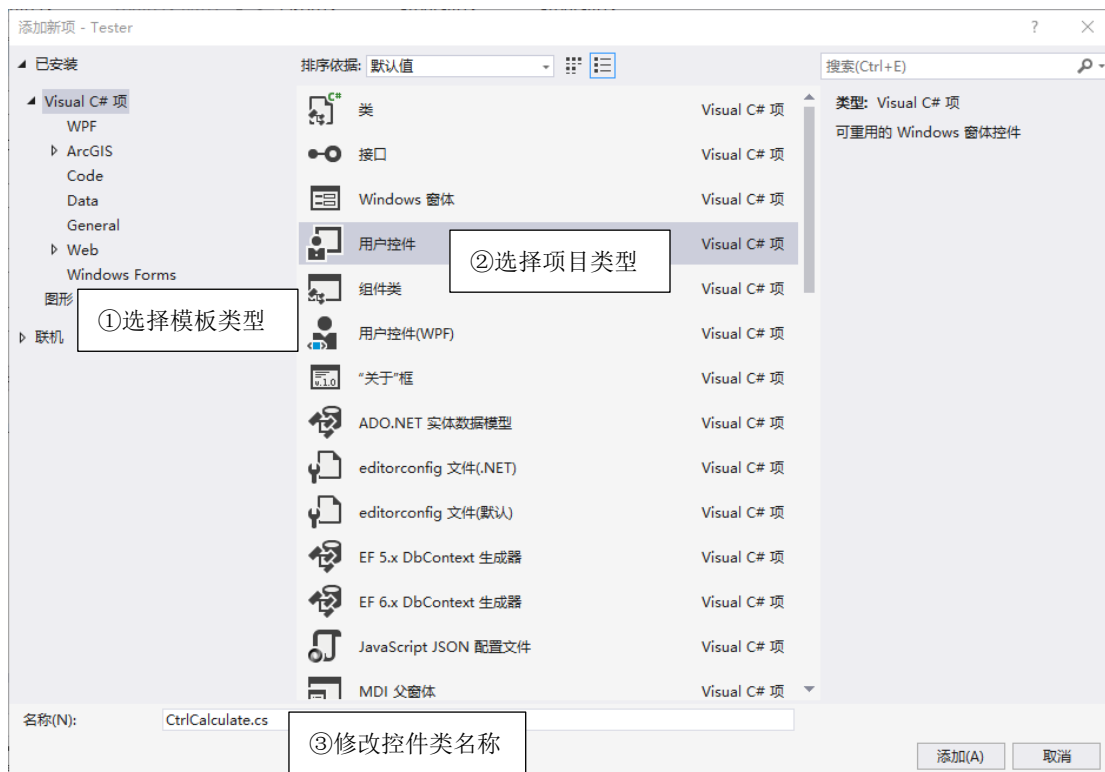 添加新项 - Tester
?
已安装
排序依据: 默认值
搜索(Ctrl+E)
Visual C# 项
WPF
ArcGIS
Code
Data
General
Web
Windows Forms
图形
联机
①选择模板类型
类 Visual C# 项
接口 Visual C# 项
Windows 窗体 Visual C# 项
用户控件 Visual C# 项
②选择项目类型
组件类 Visual C# 项
用户控件(WPF) Visual C# 项
“关于”框 Visual C# 项
ADO.NET 实体数据模型 Visual C# 项
editorconfig 文件(.NET) Visual C# 项
editorconfig 文件(默认) Visual C# 项
EF 5.x DbContext 生成器 Visual C# 项
EF 6.x DbContext 生成器 Visual C# 项
JavaScript JSON 配置文件 Visual C# 项
MDI 父窗体 Visual C# 项
类型: Visual C# 项
可重用的 Windows 窗体控件
名称(N): CtrlCalculate.cs
③修改控件类名称
添加(A) 取消